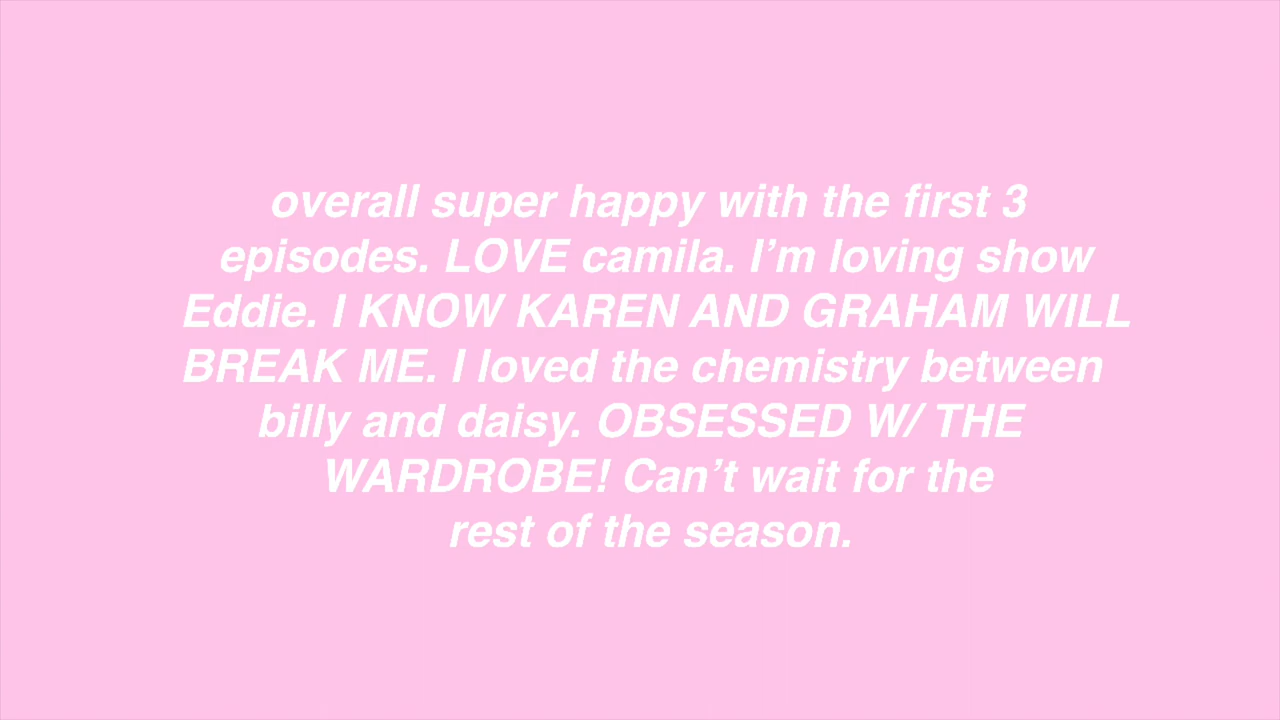 overall super happy with the first 3
episodes. LOVE camila. I’m loving show
Eddie. I KNOW KAREN AND GRAHAM WILL
BREAK ME. I loved the chemistry between
billy and daisy. OBSESSED W/ THE
WARDROBE! Can’t wait for the
rest of the season.